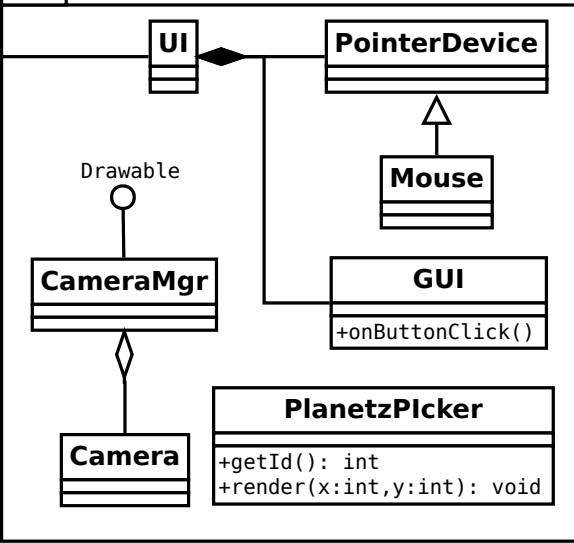 UI
PointerDevice
Mouse
Drawable
CameraMgr
GUI
+onButtonClick()
Camera
PlanetzPIcker
+getId(): int
+render(x:int,y:int): void